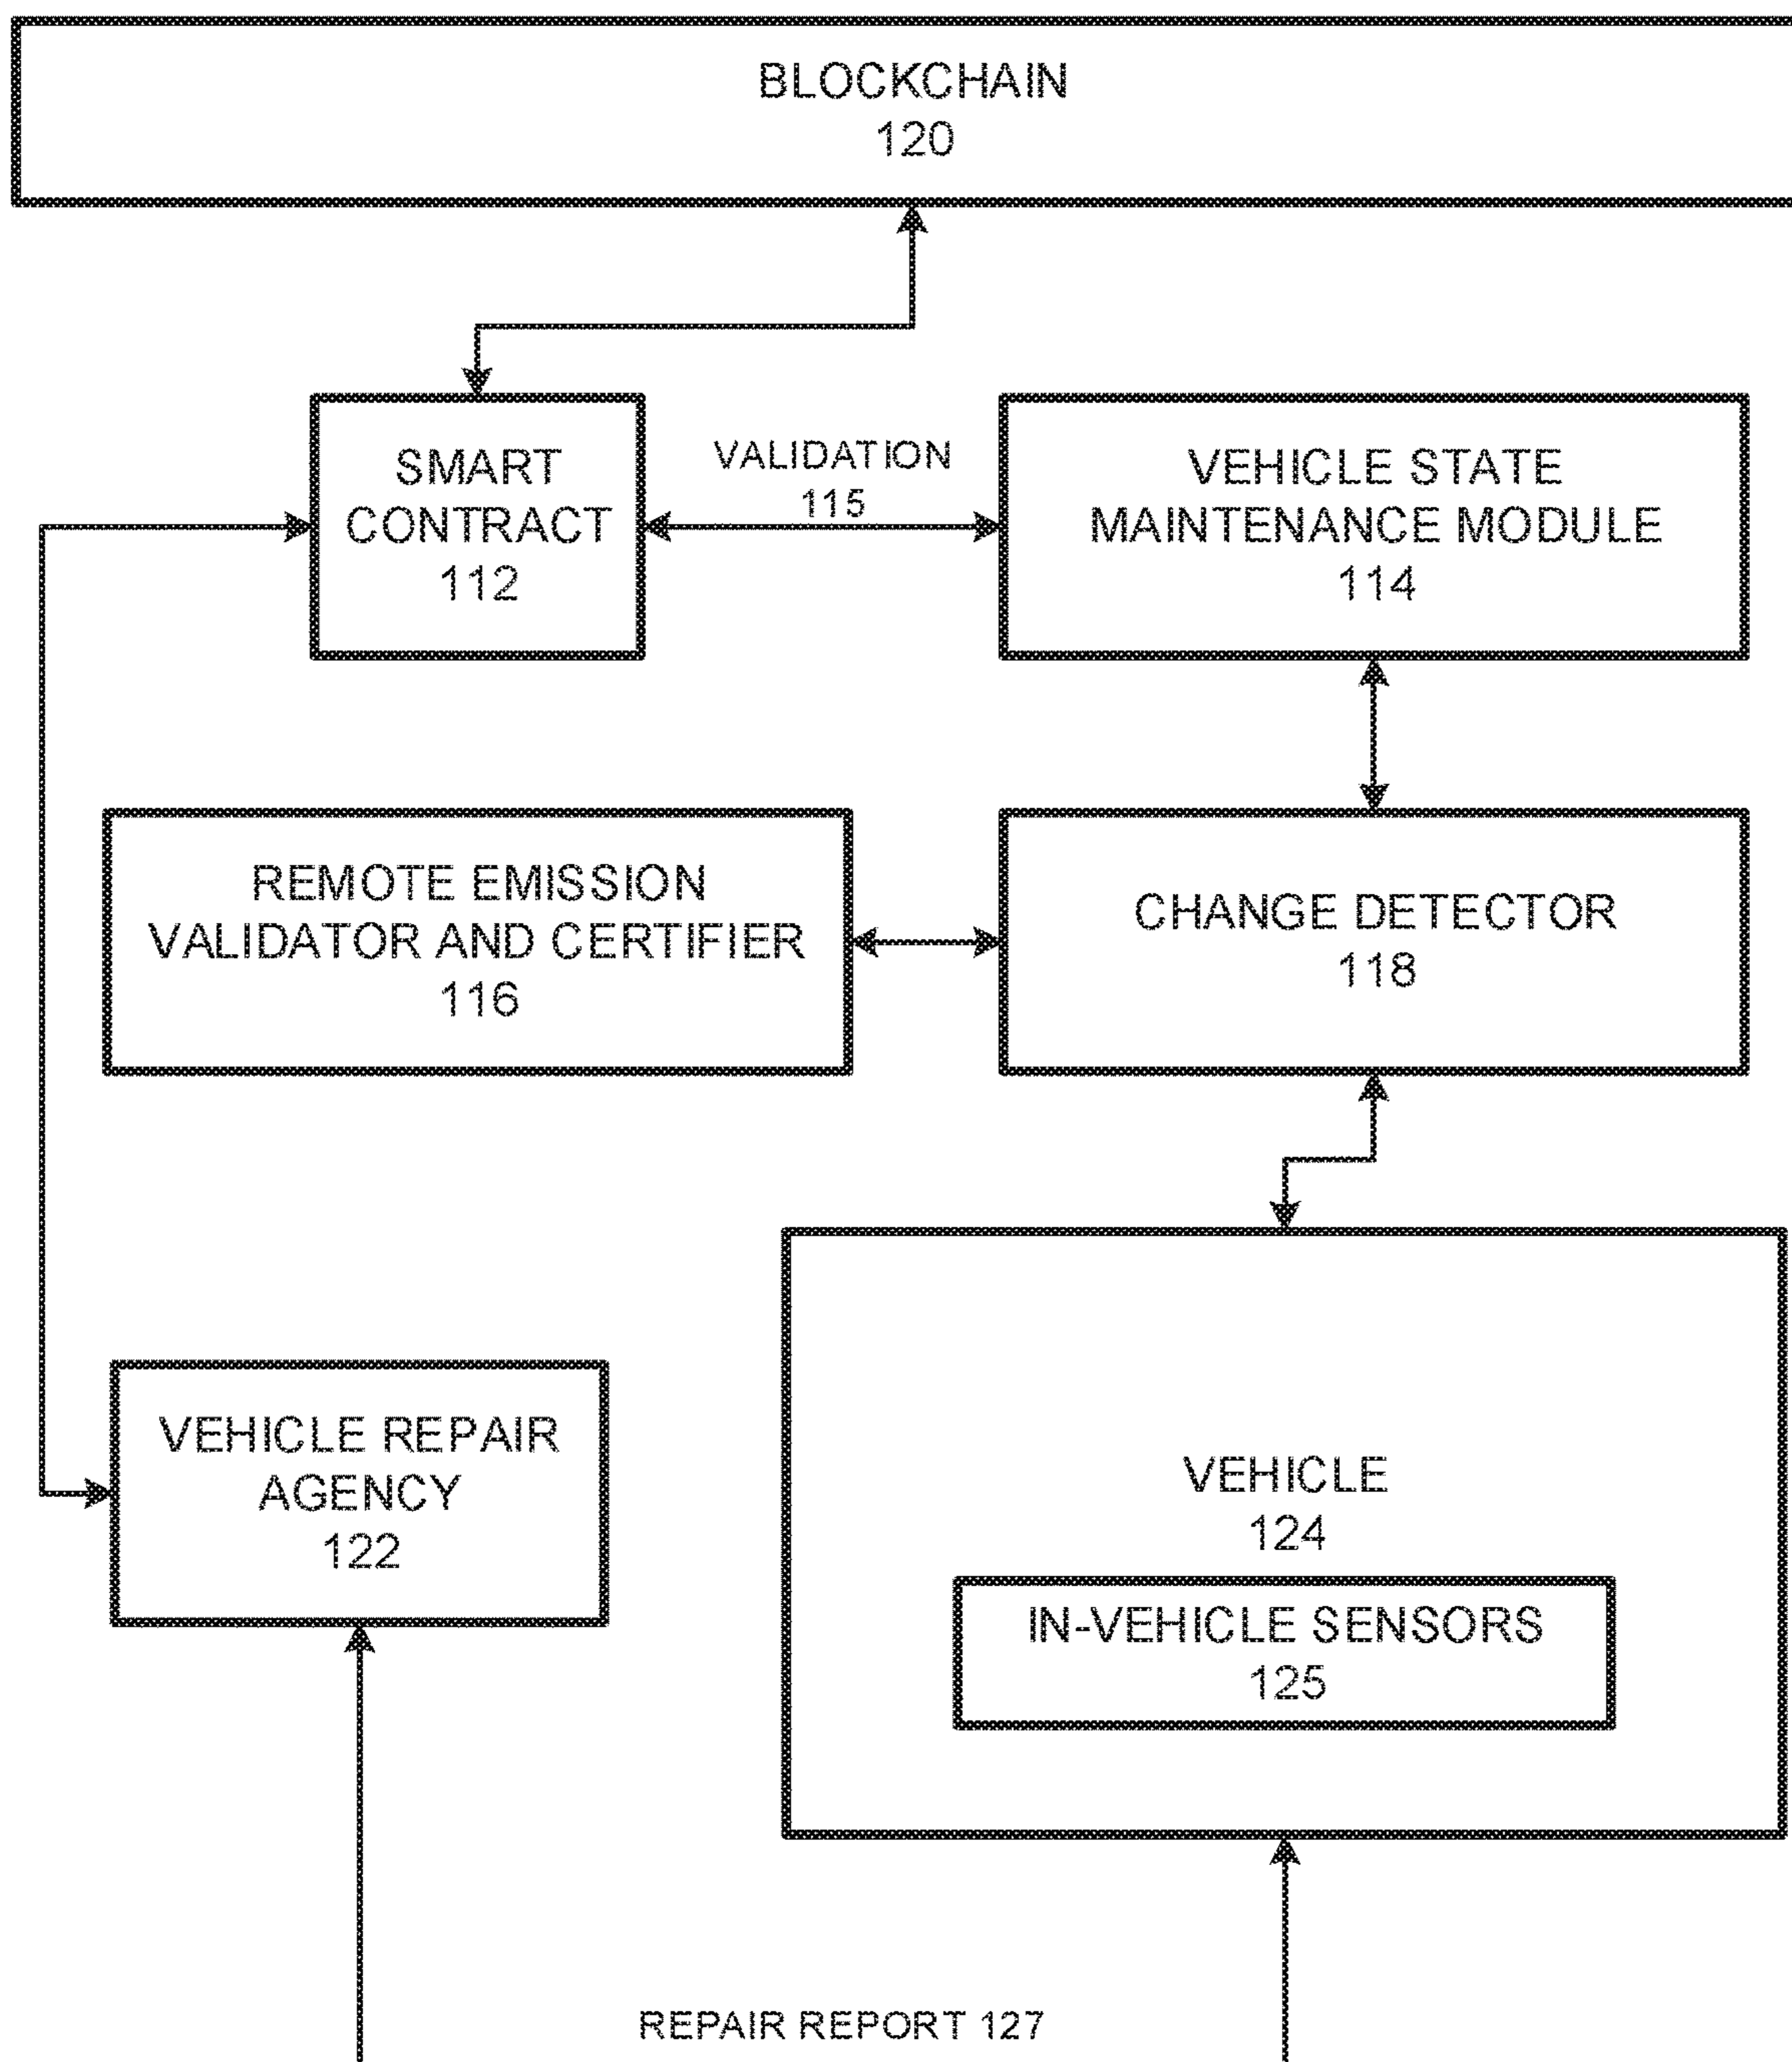 BLOCKCHAIN
120
SMART
CONTRACT
112
VALIDATION
115
VEHICLE STATE
MAINTENANCE MODULE
114
REMOTE EMISSION
VALIDATOR AND CERTIFIER
116
CHANGE DETECTOR
118
VEHICLE REPAIR
AGENCY
122
VEHICLE
124
IN-VEHICLE SENSORS
125
REPAIR REPORT 127